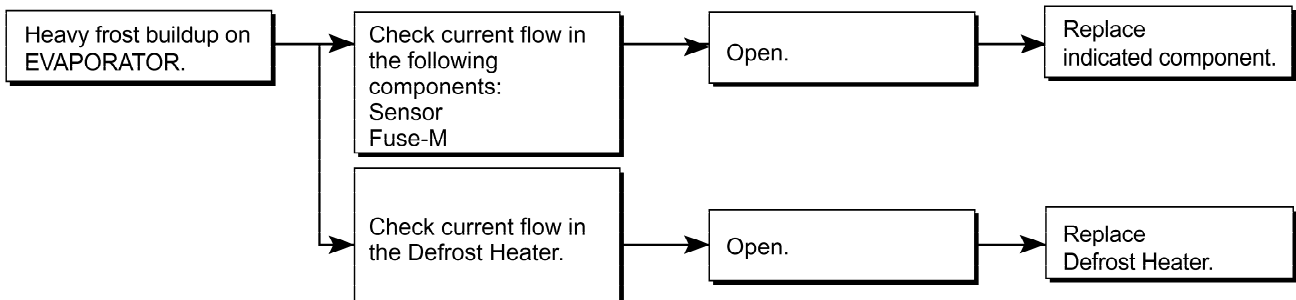 Heavy frost buildup on
EVAPORATOR.
Check current flow in
the following
components:
Sensor
Fuse-M
Open.
Replace
indicated component.
Check current flow in
the Defrost Heater.
Open.
Replace
Defrost Heater.